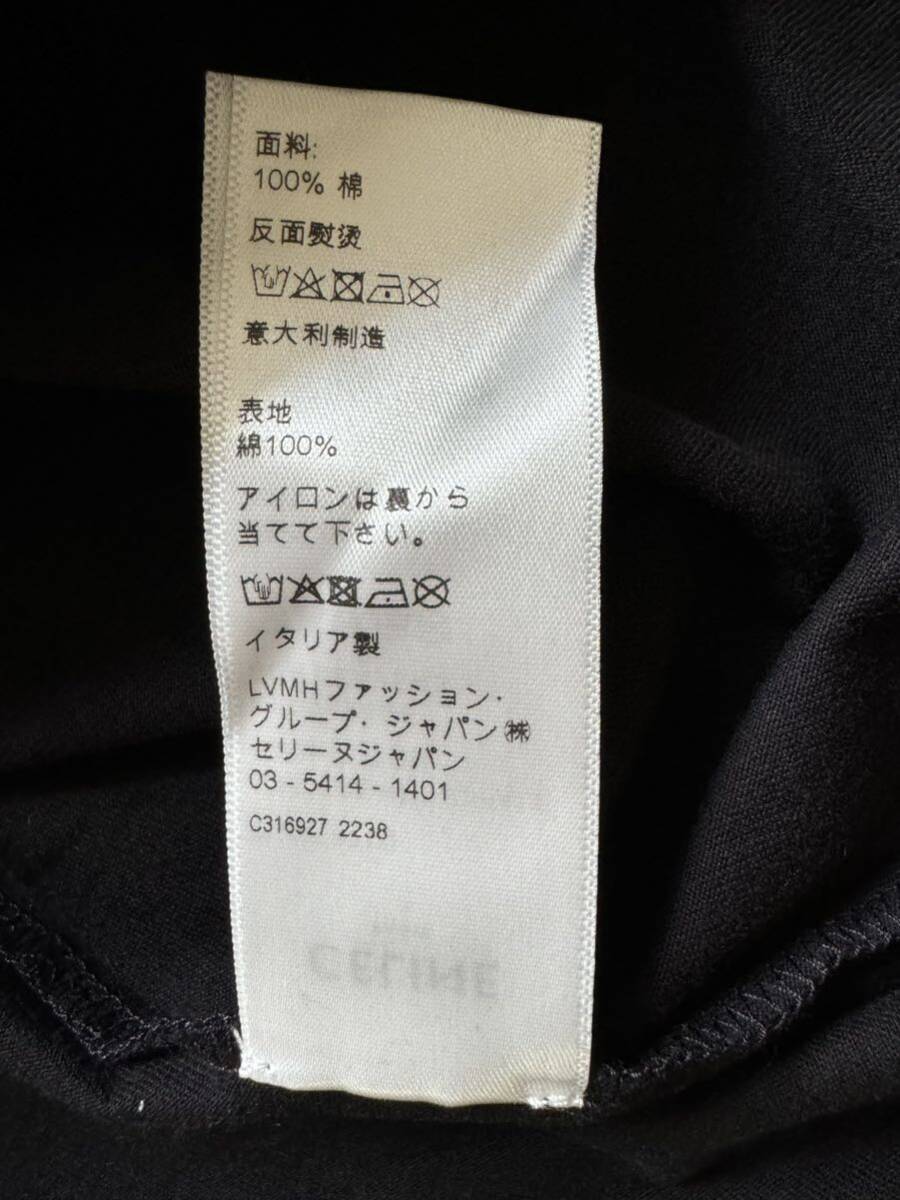 面料:
100% 棉
反面熨烫
意大利制造
表地
綿100%
アイロンは裏から
当てて下さい。
イタリア製
LVMHファッション・
グループ・ジャパン㈱
セリーヌジャパン
03 - 5414 - 1401
C316927 2238
CELINE